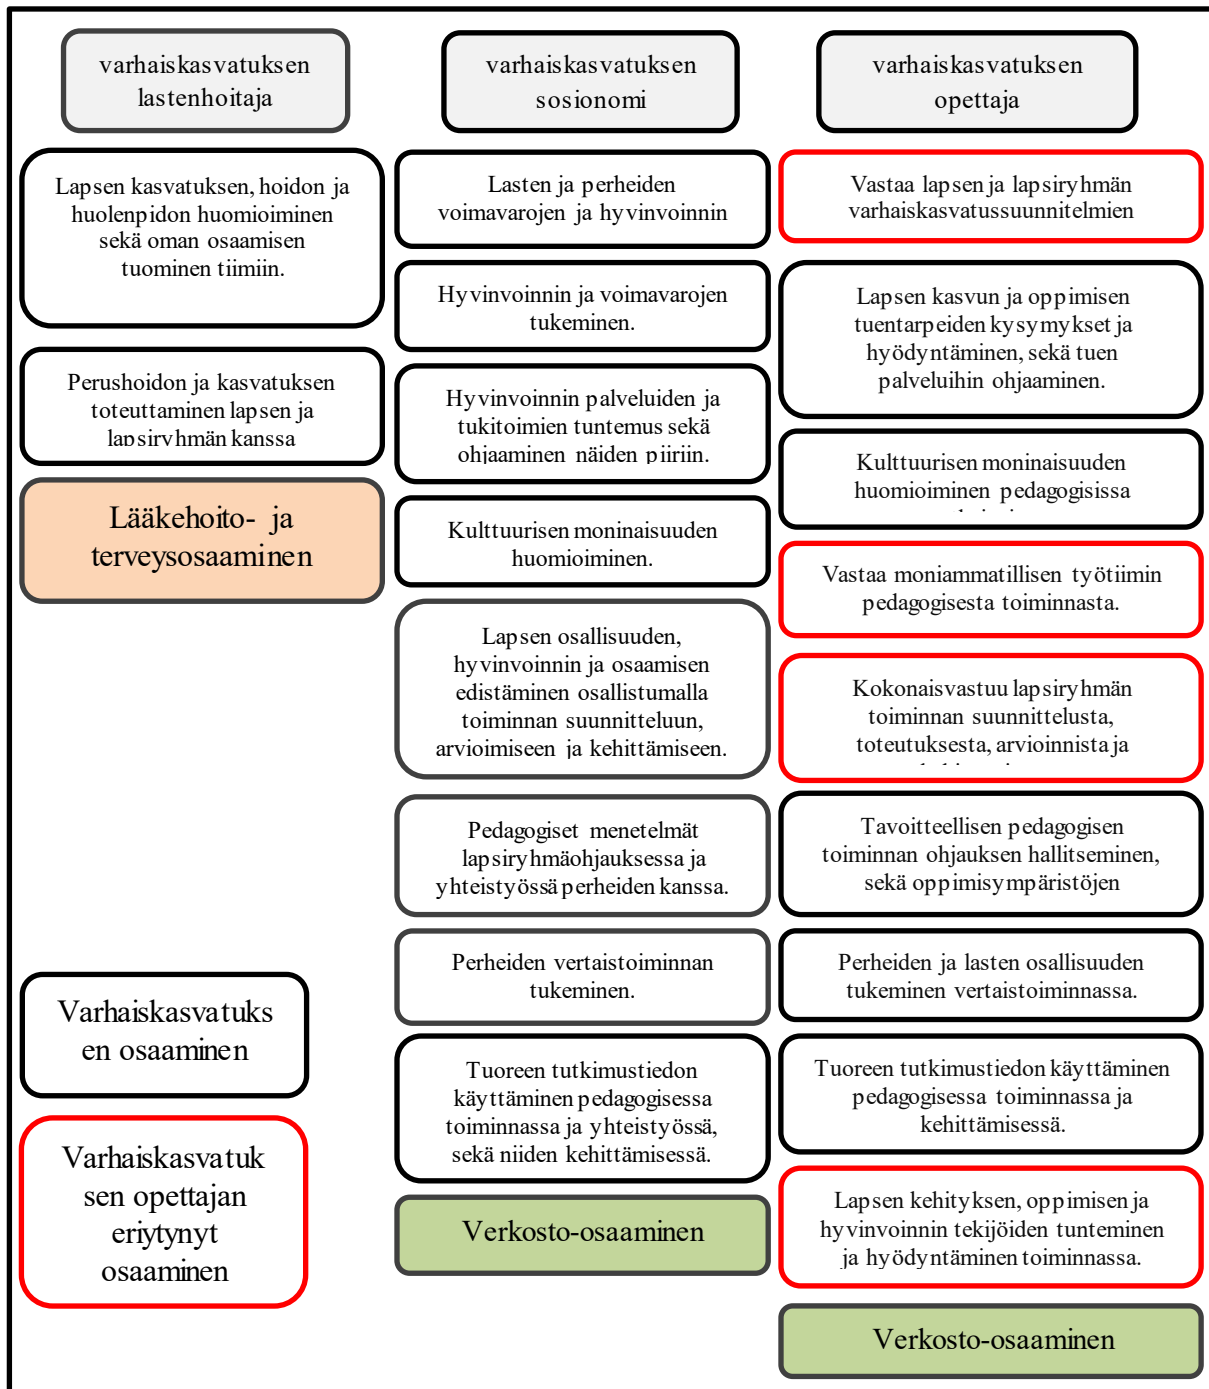 varhaiskasvatuksen
lastenhoitaja
Lapsen kasvatuksen, hoidon ja
huolenpidon huomioiminen
sekä oman osaamisen
tuominen tiimiin.
Perushoidon ja kasvatuksen
toteuttaminen lapsen ja
lapsiryhmän kanssa
Lääkehoito- ja
terveysosaaminen
Varhaiskasvatuks
en osaaminen
Varhaiskasvatuk
sen opettajan
eriytynyt
osaaminen
varhaiskasvatuksen
sosionomi
Lasten ja perheiden
voimavarojen ja hyvinvoinnin
Hyvinvoinnin ja voimavarojen
tukeminen.
Hyvinvoinnin palveluiden ja
tukitoimien tuntemus sekä
ohjaaminen näiden piiriin.
Kulttuurisen moninaisuuden
huomioiminen.
Lapsen osallisuuden,
hyvinvoinnin ja osaamisen
edistäminen osallistumalla
toiminnan suunnitteluun,
arvioimiseen ja kehittämiseen.
Pedagogiset menetelmät
lapsiryhmäohjauksessa ja
yhteistyössä perheiden kanssa.
Perheiden vertaistoiminnan
tukeminen.
Tuoreen tutkimustiedon
käyttäminen pedagogisessa
toiminnassa ja yhteistyössä,
sekä niiden kehittämisessä.
Verkosto-osaaminen
varhaiskasvatuksen
opettaja
Vastaa lapsen ja lapsiryhmän
varhaiskasvatussuunnitelmien
Lapsen kasvun ja oppimisen
tuentarpeiden kysymykset ja
hyödyntäminen, sekä tuen
palveluihin ohjaaminen.
Kulttuurisen moninaisuuden
huomioiminen pedagogisissa
Vastaa moniammatillisen työtiimin
pedagogisesta toiminnasta.
Kokonaisvastuu lapsiryhmän
toiminnan suunnittelusta,
toteutuksesta, arvioinnista ja
Tavoitteellisen pedagogisen
toiminnan ohjauksen hallitseminen,
sekä oppimisympäristöjen
Perheiden ja lasten osallisuuden
tukeminen vertaistoiminnassa.
Tuoreen tutkimustiedon käyttäminen
pedagogisessa toiminnassa ja
kehittämisessä.
Lapsen kehityksen, oppimisen ja
hyvinvoinnin tekijöiden tunteminen
ja hyödyntäminen toiminnassa.
Verkosto-osaaminen